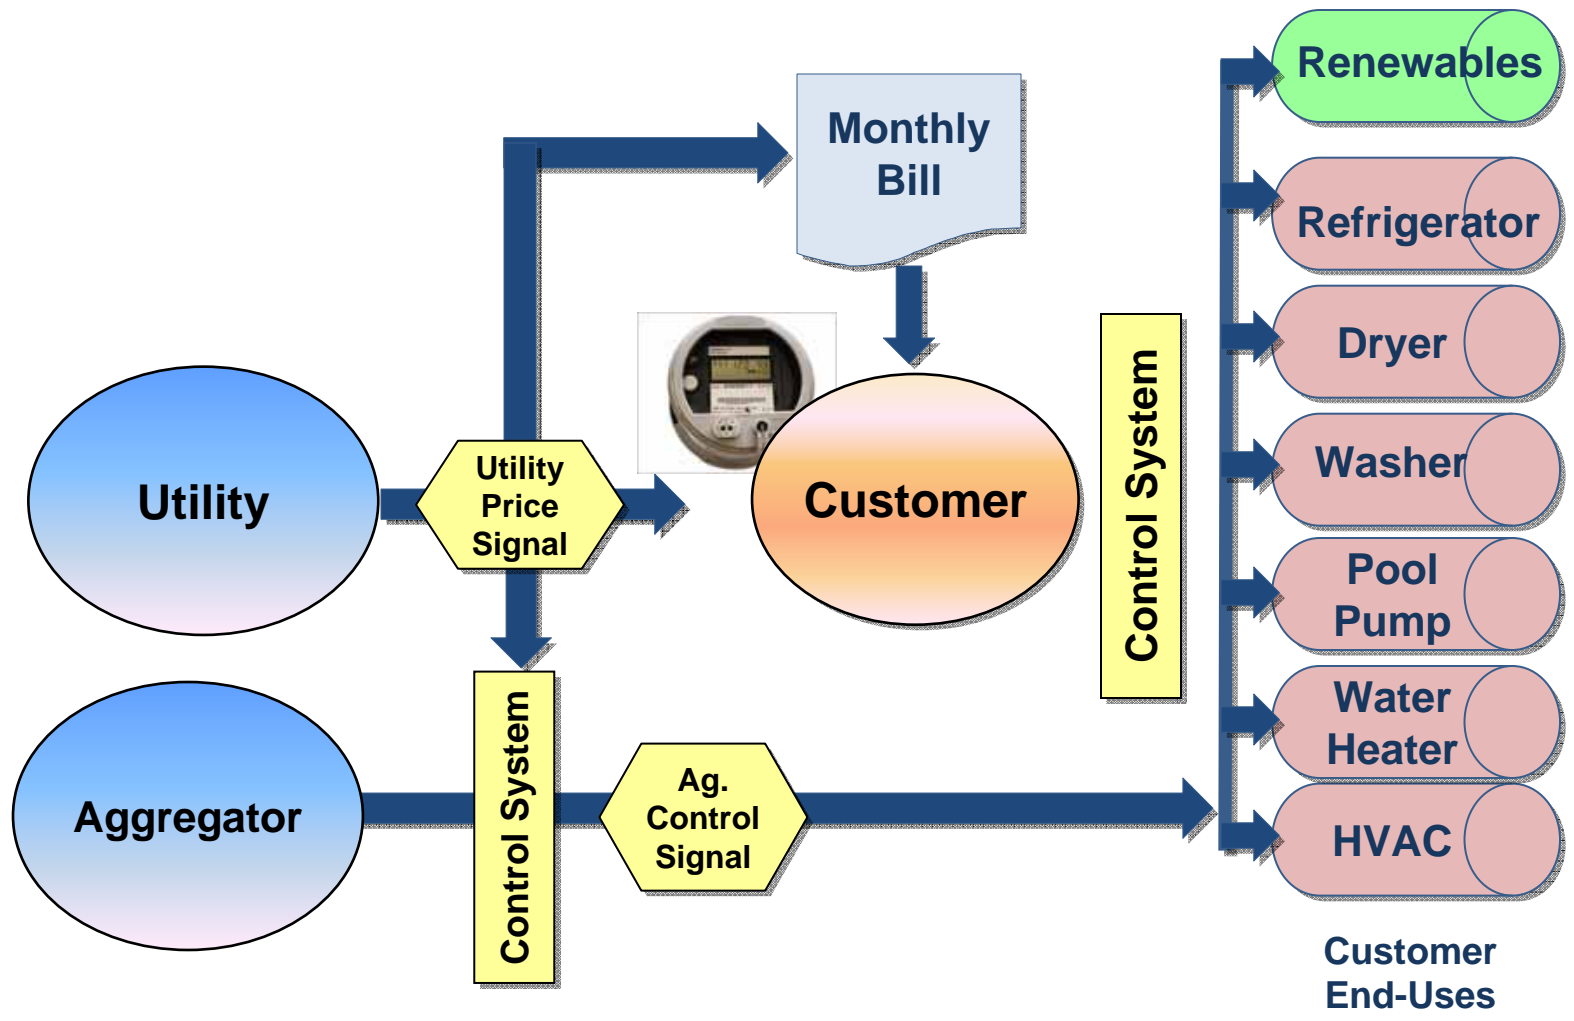 Renewables
Monthly
Bill
Refrigerator
Dryer
Control System
Washer
Utility
Utility
Price
Signal
Customer
Pool
Pump
Water
Heater
Aggregator
Control System
Ag.
Control
Signal
HVAC
Customer
End-Uses